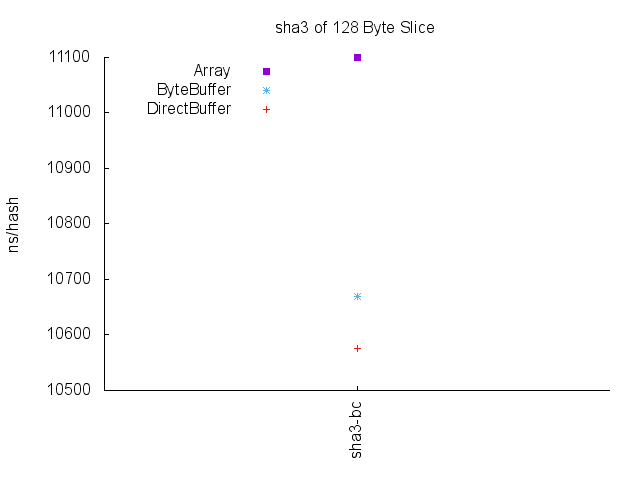 sha3 of 128 Byte Slice
11100
Array
ByteBuffer
11000
DirectBuffer
10900
10800
ns/hash
10700
10600
10500
sha3-bc